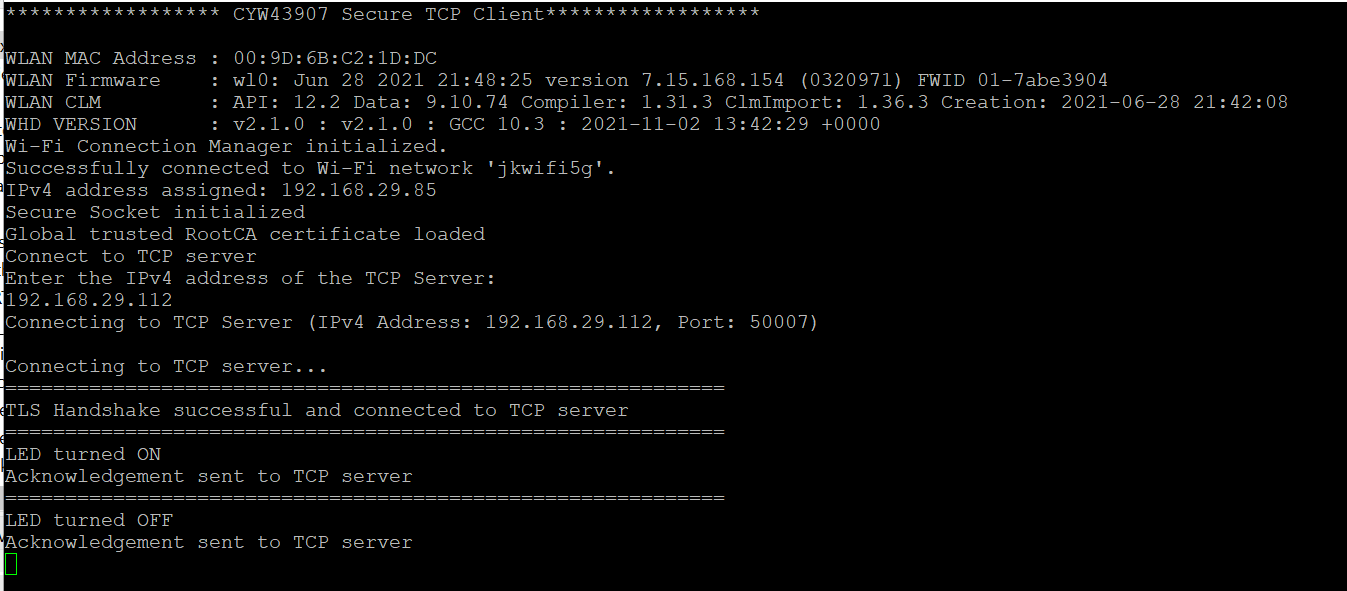 ****************** CYW43907 Secure TCP Client******************
WLAN MAC Address : 00:9D:6B:C2:1D:DC
WLAN Firmware    : wl0: Jun 28 2021 21:48:25 version 7.15.168.154 (0320971) FWID 01-7abe3904
WLAN CLM         : API: 12.2 Data: 9.10.74 Compiler: 1.31.3 ClmImport: 1.36.3 Creation: 2021-06-28 21:42:08
WHD VERSION      : v2.1.0 : v2.1.0 : GCC 10.3 : 2021-11-02 13:42:29 +0000
Wi-Fi Connection Manager initialized.
Successfully connected to Wi-Fi network 'jkwifi5g'.
IPv4 address assigned: 192.168.29.85
Secure Socket initialized
Global trusted RootCA certificate loaded
Connect to TCP server
Enter the IPv4 address of the TCP Server:
192.168.29.112
Connecting to TCP Server (IPv4 Address: 192.168.29.112, Port: 50007)
Connecting to TCP server...
============================================================
TLS Handshake successful and connected to TCP server
============================================================
LED turned ON
Acknowledgement sent to TCP server
============================================================
LED turned OFF
Acknowledgement sent to TCP server